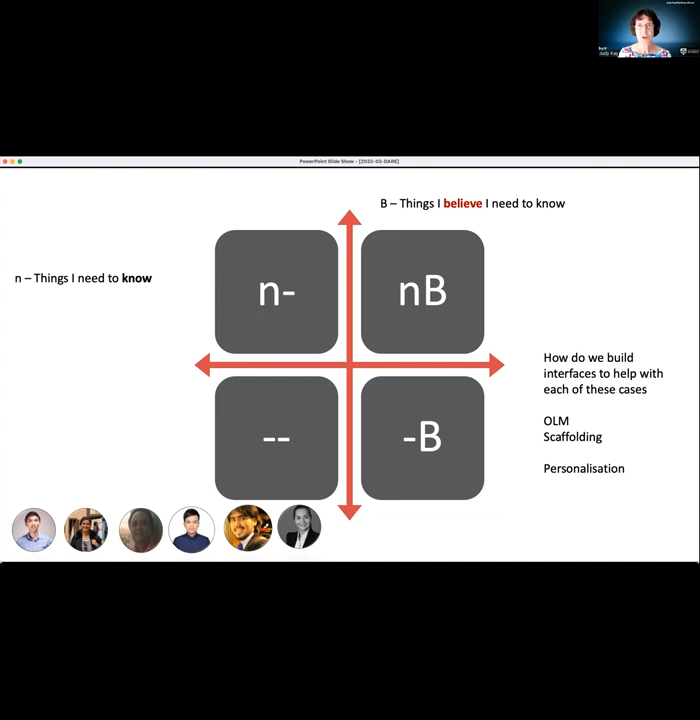 PowerPoint Slide Show - [2022-02-DARE]
B – Things I believe I need to know
n – Things I need to know
n-
nB
How do we build
interfaces to help with
each of these cases
OLM
Scaffolding
Personalisation
--
-B